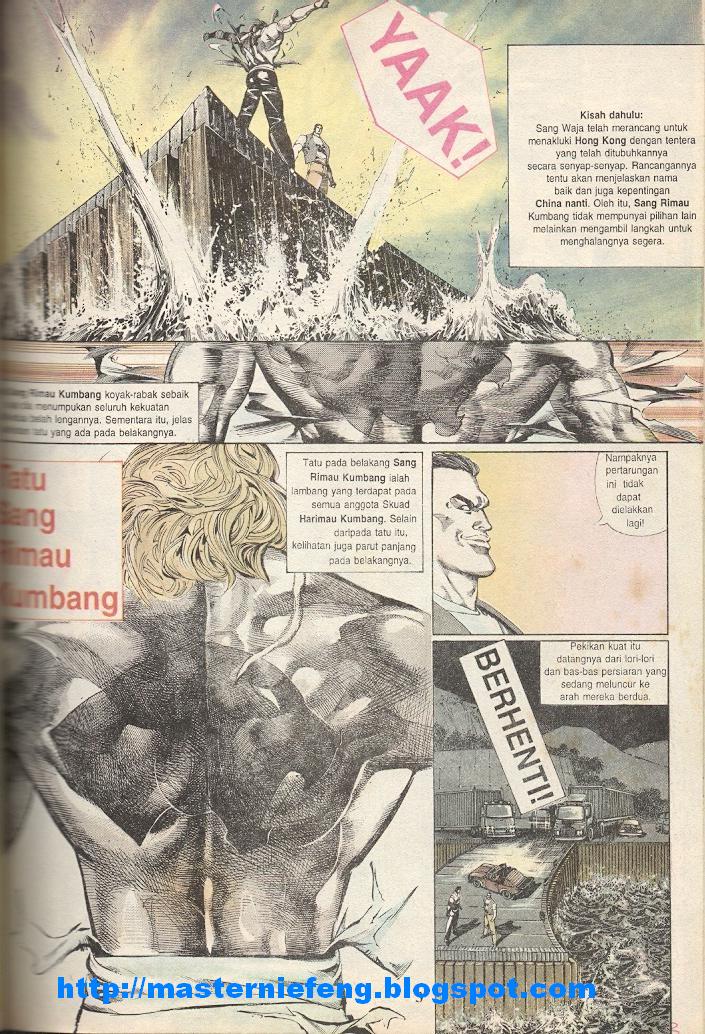 YAAK!
Kisah dahulu:
Sang Waja telah merancang untuk
menakluki Hong Kong dengan tentera
yang telah ditubuhkannya
secara senyap-senyap. Rancangannya
tentu akan menjelaskan nama
baik dan juga kepentingan
China nanti. Oleh itu, Sang Rimau
Kumbang tidak mempunyai pilihan lain
melainkan mengambil langkah untuk
menghalangnya segera.
Rimau Kumbang koyak-rabak sebaik
menumpukan seluruh kekuatan
belah lengannya. Sementara itu, jelas
tatu yang ada pada belakangnya.
Tatu
Sang
Rimau
Kumbang
Tatu pada belakang Sang
Rimau Kumbang ialah
lambang yang terdapat pada
semua anggota Skuad
Harimau Kumbang. Selain
daripada tatu itu,
kelihatan juga parut panjang
pada belakangnya.
Nampaknya
pertarungan
ini tidak
dapat
dielakkan
lagi!
Pekikan kuat itu
datangnya dari lori-lori
dan bas-bas persiaran yang
sedang meluncur ke
arah mereka berdua.
BERHENTI!!
http://masterniefeng.blogspot.com